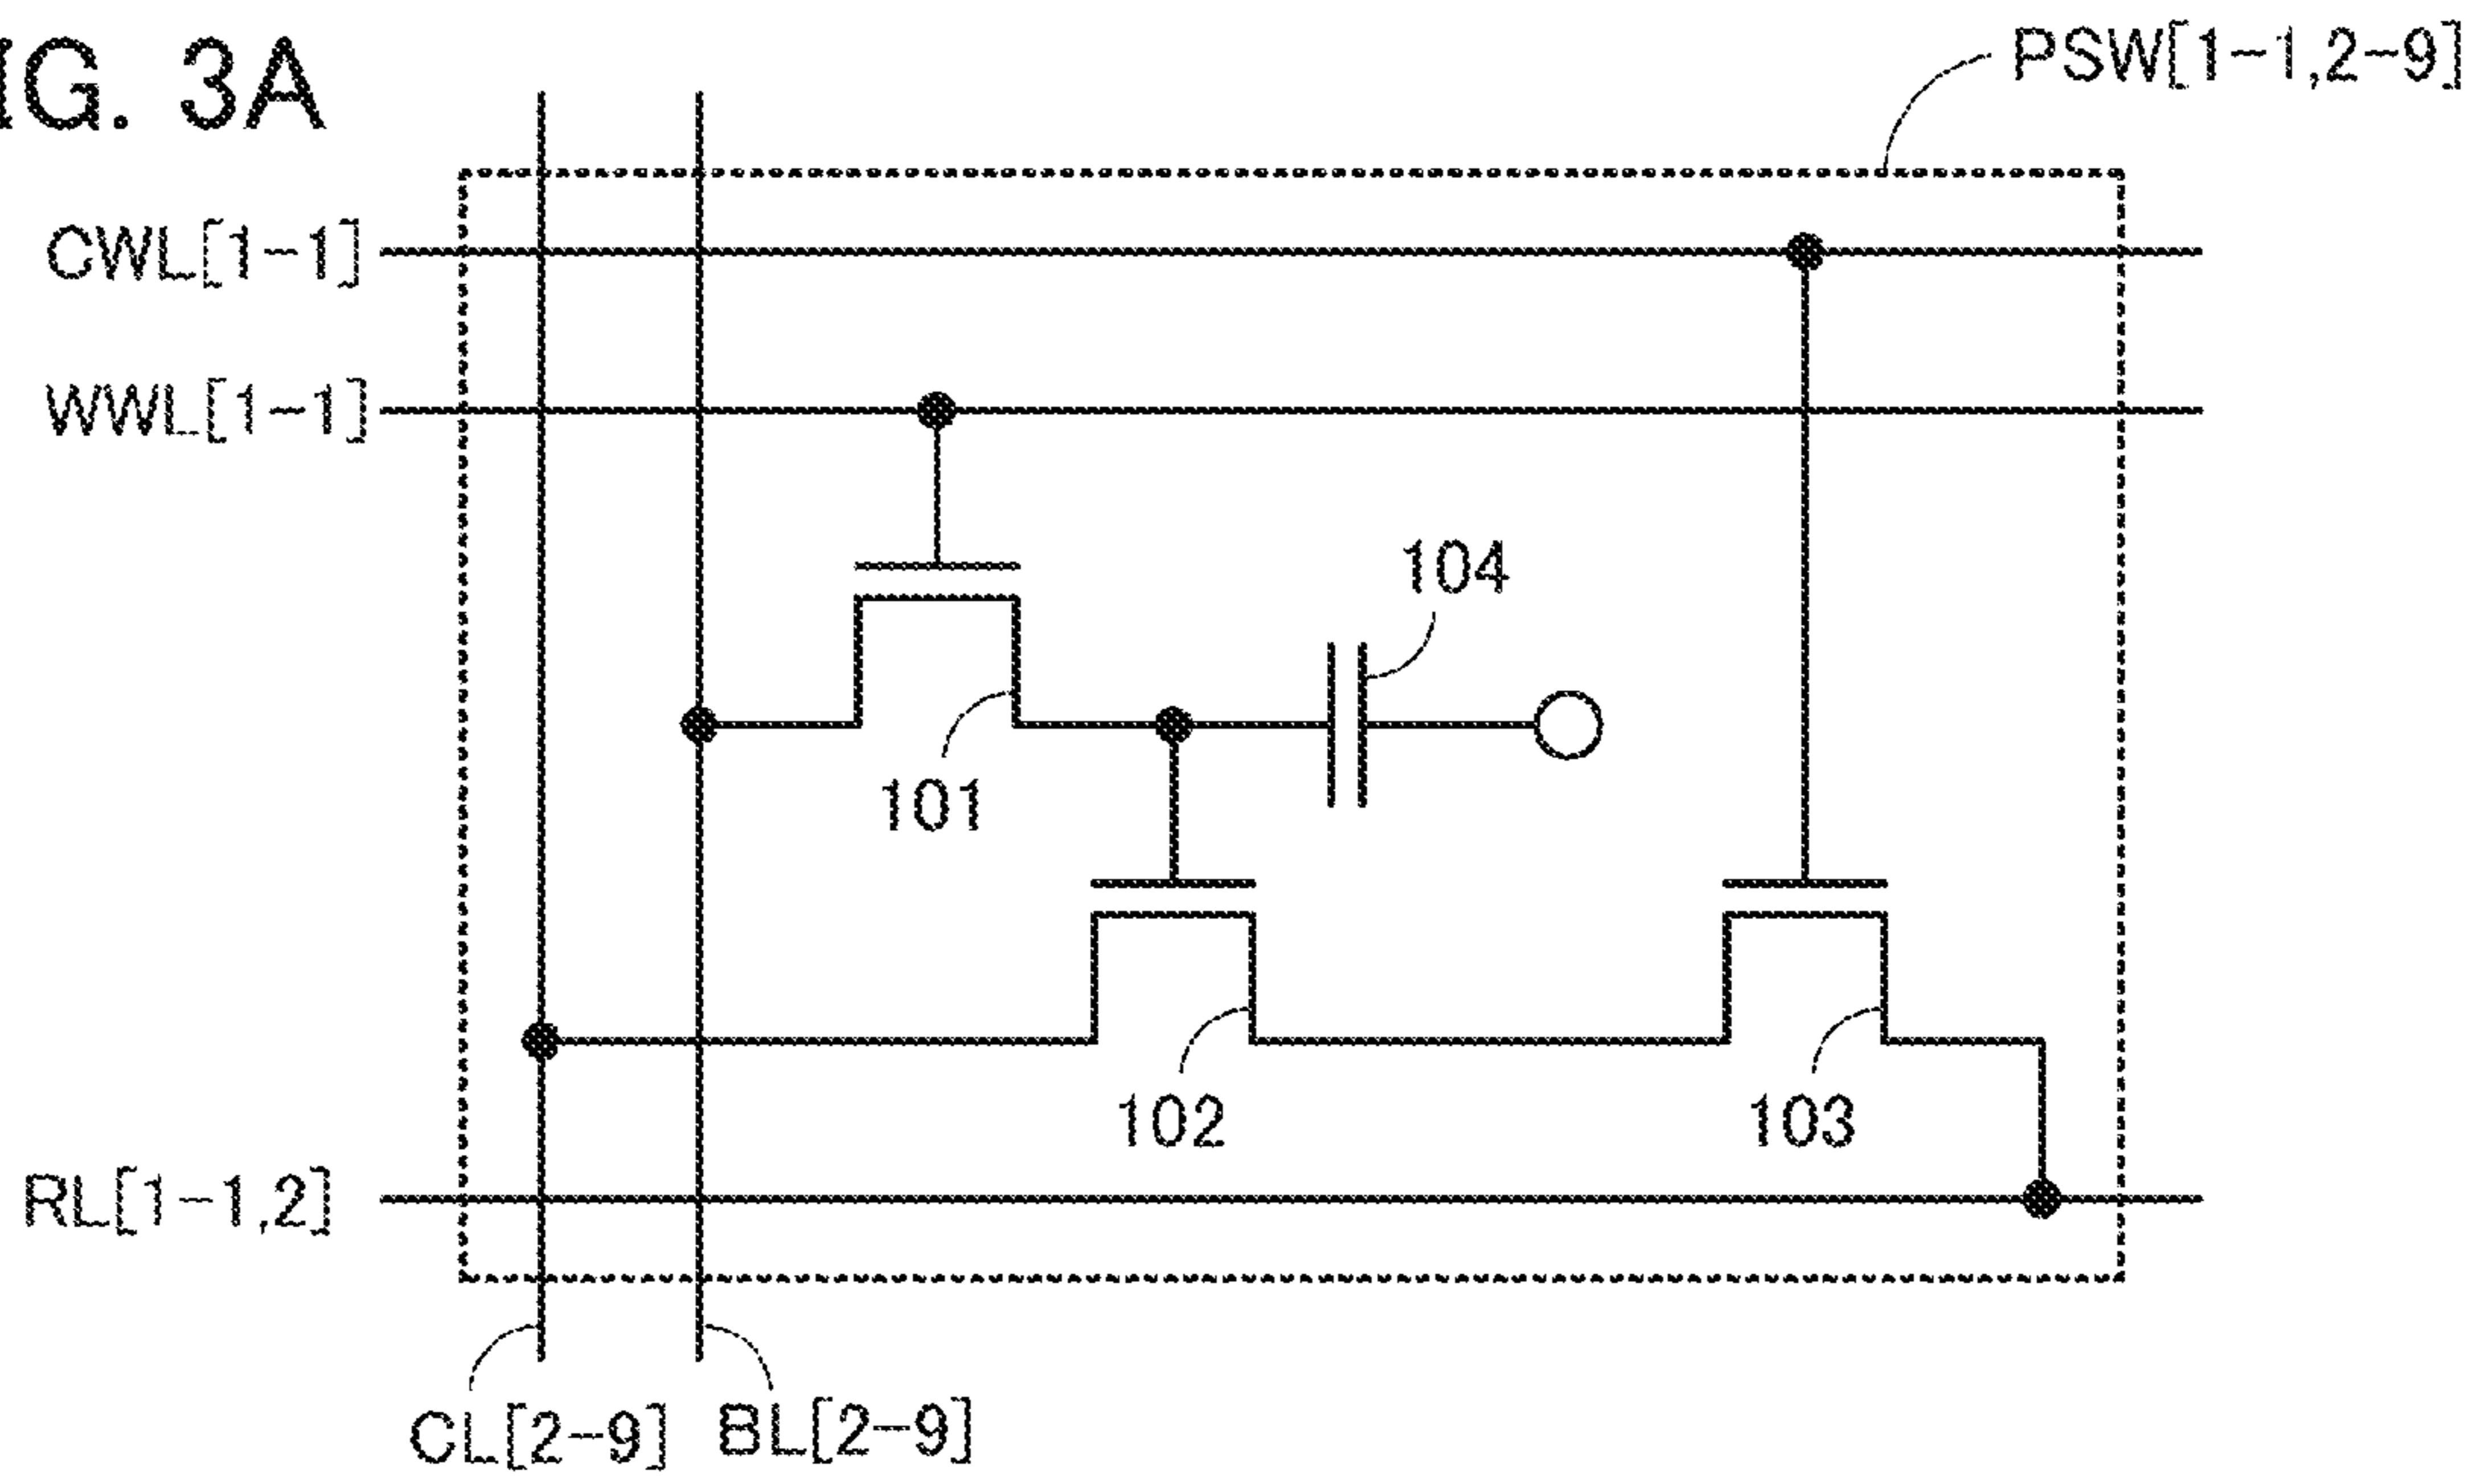 IG. 3A
PSW[1-1,2-9]
CWL[1-1]
WWL[1-1]
104
101
102
103
RL[1-1,2]
CL[2-9]
BL[2-9]